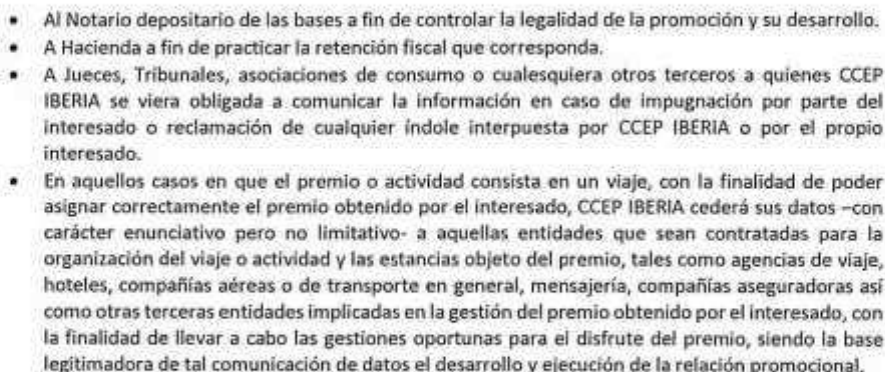 • Al Notario depositario de las bases a fin de controlar la legalidad de la promoción y su desarrollo.
• A Hacienda a fin de practicar la retención fiscal que corresponda.
• A Jueces, Tribunales, asociaciones de consumo o cualesquiera otros terceros a quienes CCEP
IBERIA se viera obligada a comunicar la información en caso de impugnación por parte del
interesado o reclamación de cualquier índole interpuesta por CCEP IBERIA o por el propio
interesado.
• En aquellos casos en que el premio o actividad consista en un viaje, con la finalidad de poder
asignar correctamente el premio obtenido por el interesado, CCEP IBERIA cederá sus datos –con
carácter enunciativo pero no limitativo- a aquellas entidades que sean contratadas para la
organización del viaje o actividad y las estancias objeto del premio, tales como agencias de viaje,
hoteles, compañías aéreas o de transporte en general, mensajería, compañías aseguradoras así
como otras terceras entidades implicadas en la gestión del premio obtenido por el interesado, con
la finalidad de llevar a cabo las gestiones oportunas para el disfrute del premio, siendo la base
legitimadora de tal comunicación de datos el desarrollo y ejecución de la relación promocional.